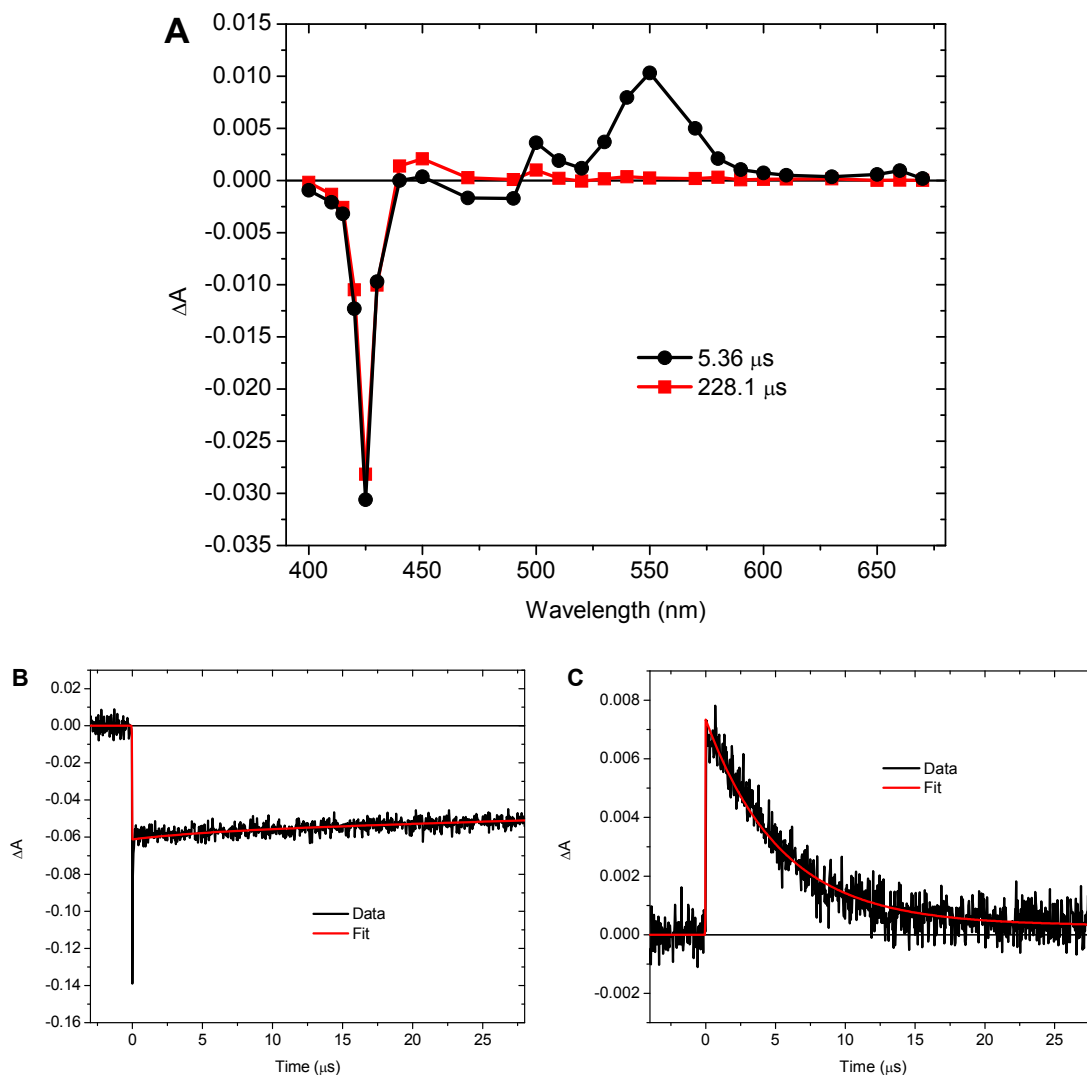 A
0.015
0.010
0.005
0.000
-0.005
-0.010
-0.015
-0.020
-0.025
-0.030
-0.035
ΔA
5.36 μs
228.1 μs
400 450 500 550 600 650
Wavelength (nm)
B
0.02
0.00
-0.02
-0.04
-0.06
-0.08
-0.10
-0.12
-0.14
-0.16
ΔA
Data
Fit
0 5 10 15 20 25
Time (μs)
C
0.008
0.006
0.004
0.002
0.000
-0.002
ΔA
Data
Fit
0 5 10 15 20 25
Time (μs)